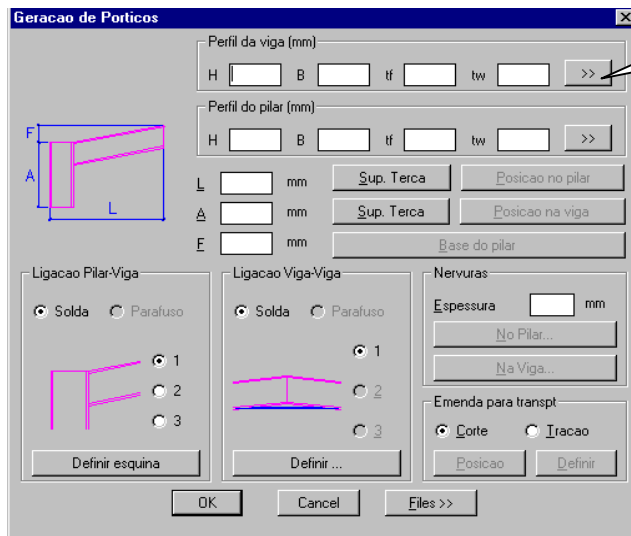 Geracao de Porticos
Perfil da viga (mm)
H B tf tw >>
Perfil do pilar (mm)
H B tf tw >>
F
A
L
L mm Sup. Terca Posicao no pilar
A mm Sup. Terca Posicao na viga
F mm Base do pilar
Ligacao Pilar-Viga
Solda Parafuso
1
2
3
Definir esquina
Ligacao Viga-Viga
Solda Parafuso
1
2
3
Definir ...
Nervuras
Espessura mm
No Pilar...
Na Viga...
Emenda para transpt
Corte Tracao
Posicao Definir
OK Cancel Files >>